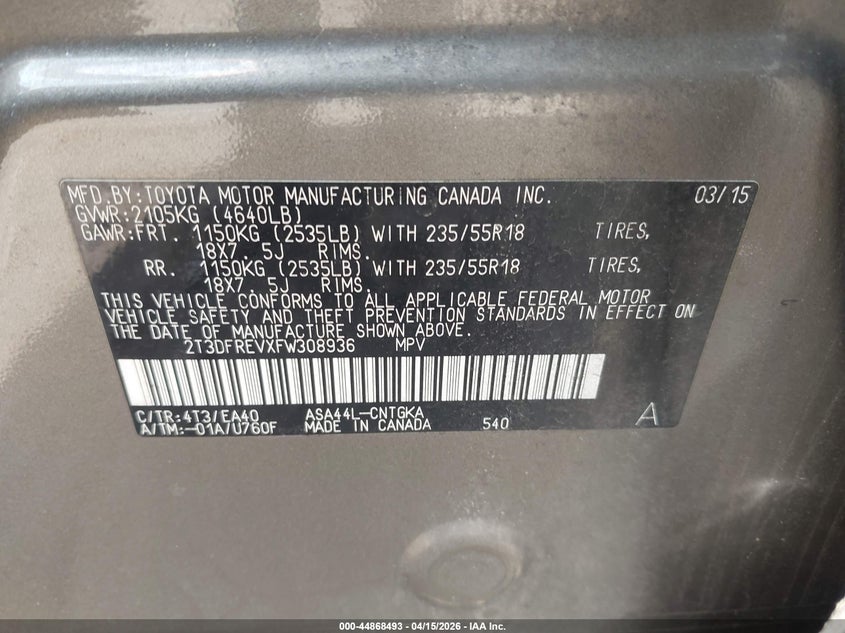 MFD.BY:TOYOTA MOTOR MANUFACTURING CANADA INC. 03/15
GVWR:2105KG (4640LB)
GAWR:FRT. 1150KG (2535LB) WITH 235/55R18 TIRES,
18X7. 5J RIMS.
RR. 1150KG (2535LB) WITH 235/55R18 TIRES,
18X7. 5J RIMS.
THIS VEHICLE CONFORMS TO ALL APPLICABLE FEDERAL MOTOR
VEHICLE SAFETY AND THEFT PREVENTION STANDARDS IN EFFECT ON
THE DATE OF MANUFACTURE SHOWN ABOVE.
2T3DFREVXFW308936 MPV
C/TR:4T3/EA40 ASA44L-CNTGKA
A/TM:-01A/U760F MADE IN CANADA 540 A
000-44868493 - 04/15/2026 - IAA Inc.